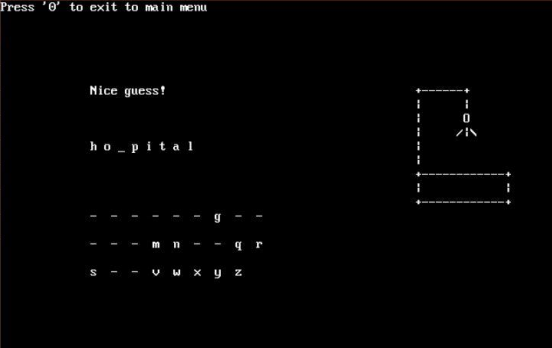 Press '0' to exit to main menu
Nice guess!
h o _ p i t a l
- - - - - - g - -
- - - m n - - q r
s - - v w x y z